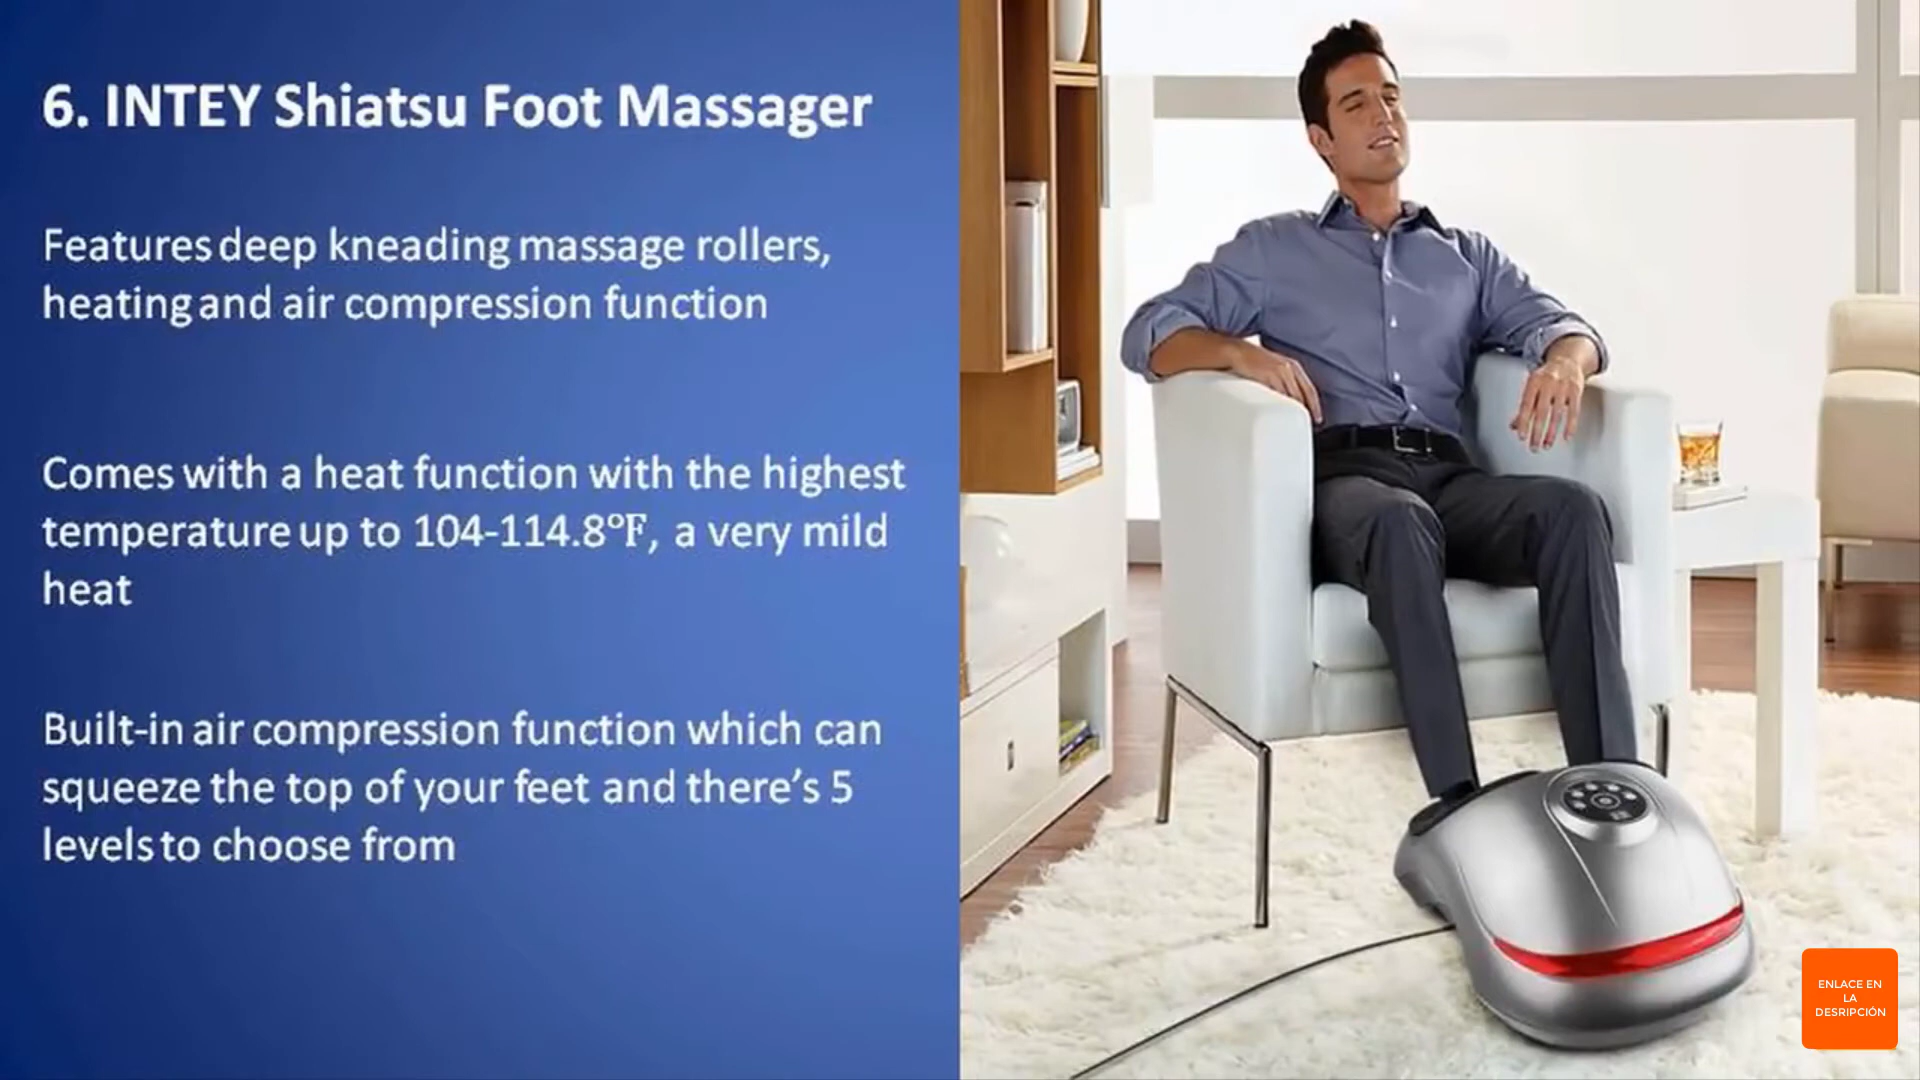 6. INTEY Shiatsu Foot Massager
Features deep kneading massage rollers,
heating and air compression function
Comes with a heat function with the highest
temperature up to 104-114.8°F, a very mild
heat
Built-in air compression function which can
squeeze the top of your feet and there's 5
levels to choose from
ENLACE EN
LA
DESRIPCIÓN